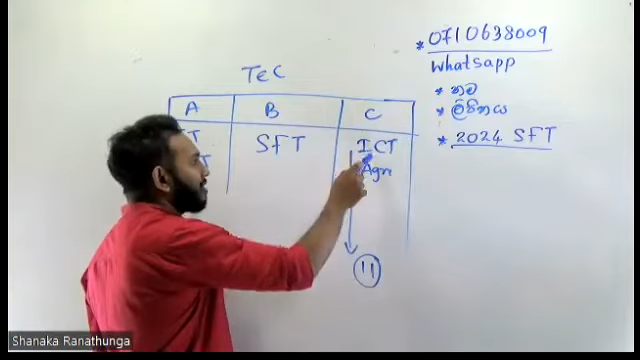 * 0710638009
Whatsapp
* නම
* ලිපිනය
* 2024 SFT
TeC
A B C
T SFT ICT
T Agri
11
Shanaka Ranathunga